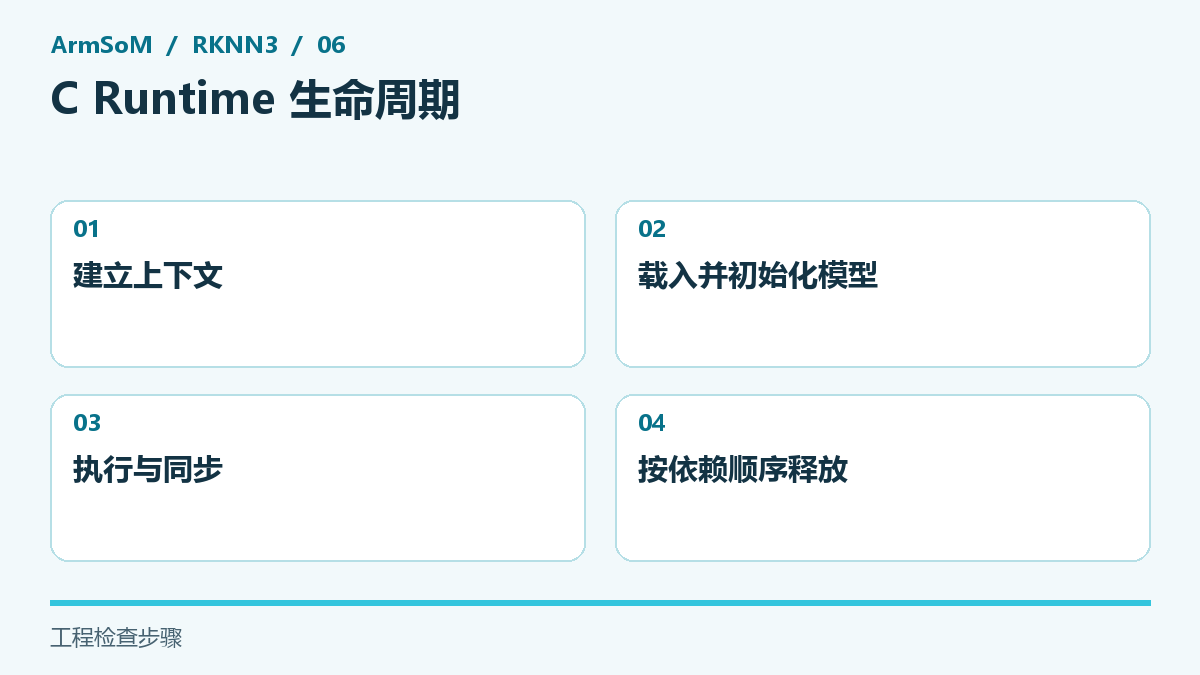 ArmSoM / RKNN3 / 06
C Runtime 生命周期
01
建立上下文
02
载入并初始化模型
03
执行与同步
04
按依赖顺序释放
工程检查步骤